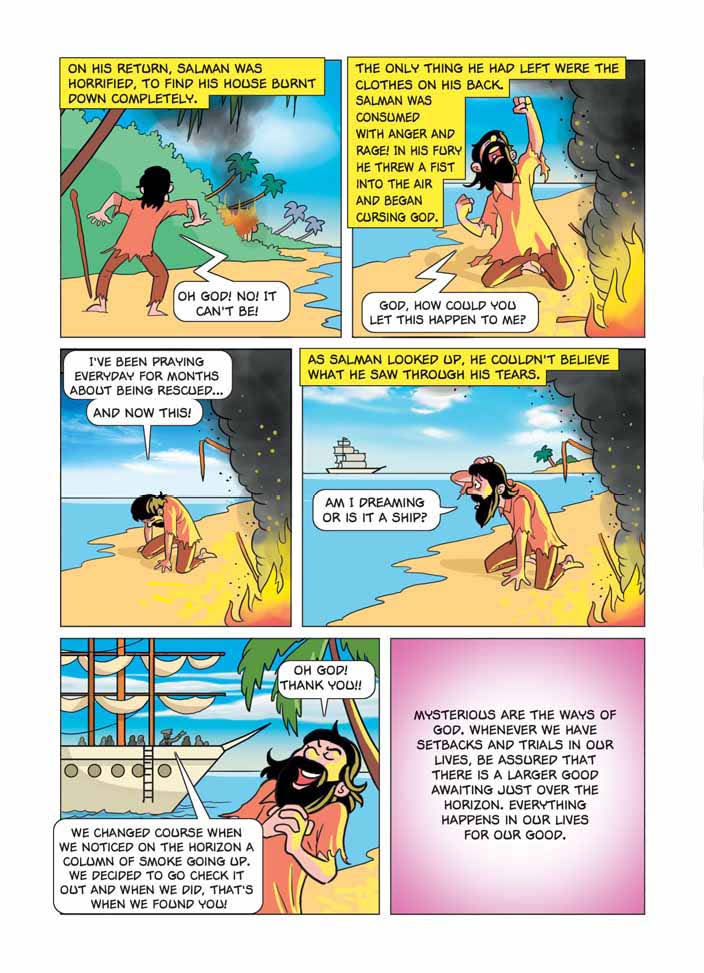 ON HIS RETURN, SALMAN WAS
HORRIFIED, TO FIND HIS HOUSE BURNT
DOWN COMPLETELY.
OH GOD! NO! IT
CAN'T BE!
THE ONLY THING HE HAD LEFT WERE THE
CLOTHES ON HIS BACK.
SALMAN WAS
CONSUMED
WITH ANGER AND
RAGE! IN HIS FURY
HE THREW A FIST
INTO THE AIR
AND BEGAN
CURSING GOD.
GOD, HOW COULD YOU
LET THIS HAPPEN TO ME?
I'VE BEEN PRAYING
EVERYDAY FOR MONTHS
ABOUT BEING RESCUED...
AND NOW THIS!
AS SALMAN LOOKED UP, HE COULDN'T BELIEVE
WHAT HE SAW THROUGH HIS TEARS.
AM I DREAMING
OR IS IT A SHIP?
OH GOD!
THANK YOU!!
WE CHANGED COURSE WHEN
WE NOTICED ON THE HORIZON A
COLUMN OF SMOKE GOING UP.
WE DECIDED TO GO CHECK IT
OUT AND WHEN WE DID, THAT'S
WHEN WE FOUND YOU!
MYSTERIOUS ARE THE WAYS OF
GOD. WHENEVER WE HAVE
SETBACKS AND TRIALS IN OUR
LIVES, BE ASSURED THAT
THERE IS A LARGER GOOD
AWAITING JUST OVER THE
HORIZON. EVERYTHING
HAPPENS IN OUR LIVES
FOR OUR GOOD.